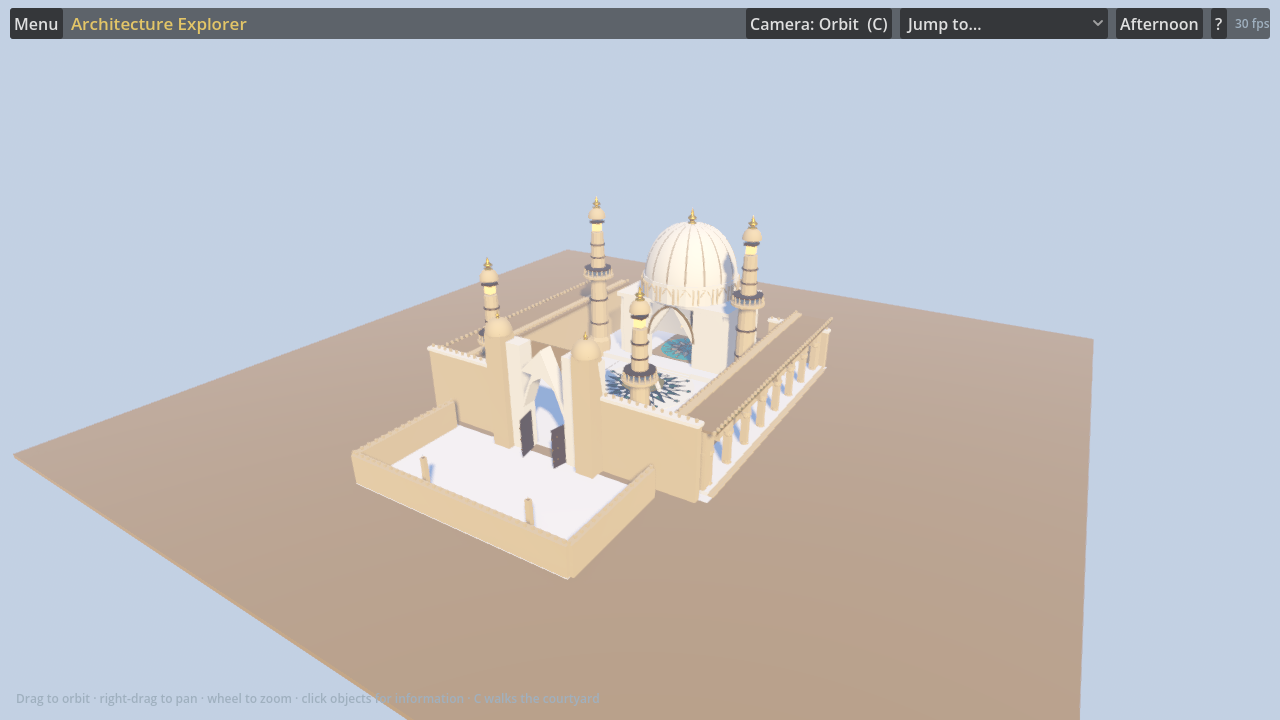 Menu Architecture Explorer Camera: Orbit (C) Jump to... Afternoon ? 30 fps
Drag to orbit · right-drag to pan · wheel to zoom · click objects for information · C walks the courtyard